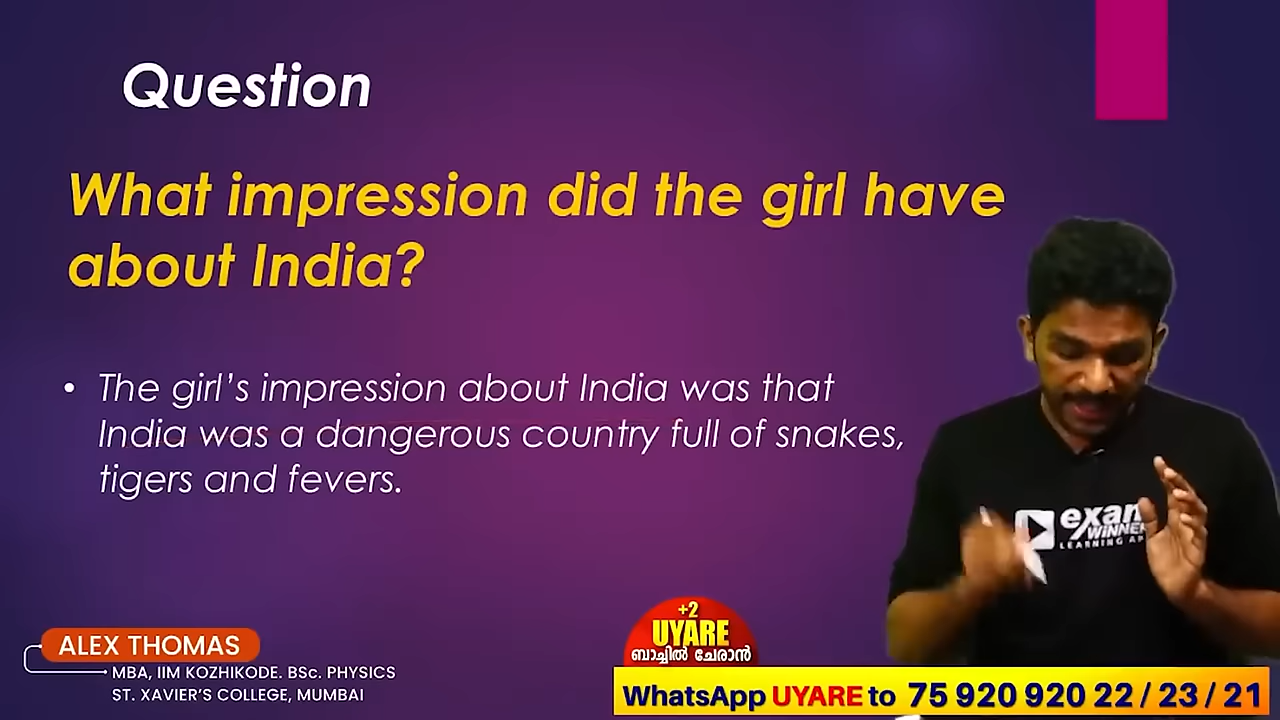 Question
What impression did the girl have
about India?
• The girl's impression about India was that
India was a dangerous country full of snakes,
tigers and fevers.
exam
WINNER
LEARNING AP
ALEX THOMAS
MBA, IIM KOZHIKODE. BSc. PHYSICS
ST. XAVIER'S COLLEGE, MUMBAI
+2
UYARE
ബാച്ചിൽ ചേരാൻ
WhatsApp UYARE to 75 920 920 22 / 23 / 21